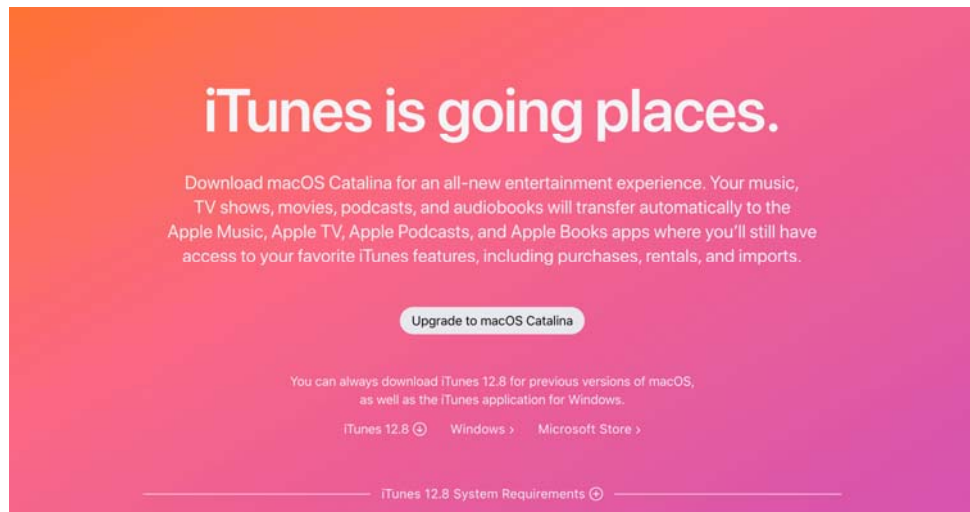 iTunes is going places.
Download macOS Catalina for an all-new entertainment experience. Your music,
TV shows, movies, podcasts, and audiobooks will transfer automatically to the
Apple Music, Apple TV, Apple Podcasts, and Apple Books apps where you'll still have
access to your favorite iTunes features, including purchases, rentals, and imports.
Upgrade to macOS Catalina
You can always download iTunes 12.8 for previous versions of macOS,
as well as the iTunes application for Windows.
iTunes 12.8 Windows › Microsoft Store ›
iTunes 12.8 System Requirements